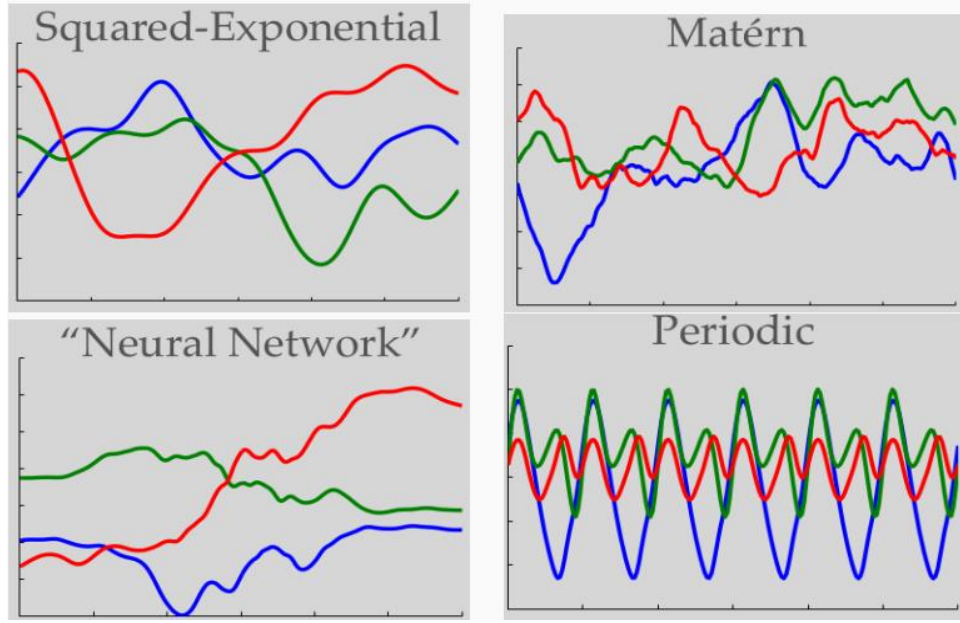 Squared-Exponential
Matérn
“Neural Network”
Periodic